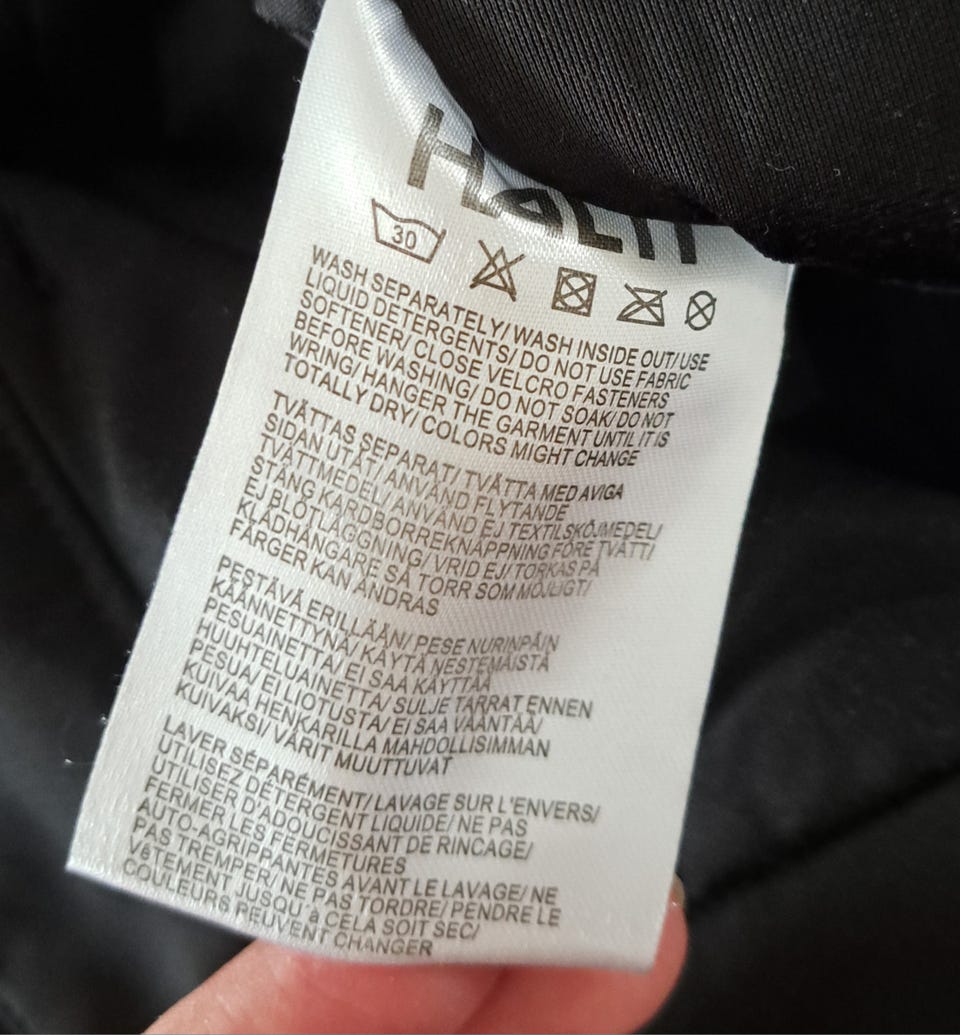 HALTI
30
WASH SEPARATELY/ WASH INSIDE OUT/ USE
LIQUID DETERGENTS/ DO NOT USE FABRIC
SOFTENER/ CLOSE VELCRO FASTENERS
BEFORE WASHING/ DO NOT SOAK/ DO NOT
WRING/ HANGER THE GARMENT UNTIL IT IS
TOTALLY DRY/ COLORS MIGHT CHANGE
TVÄTTAS SEPARAT/ TVÄTTA MED AVIGA
SIDAN UTÅT/ ANVÄND FLYTANDE
TVÄTTMEDEL/ ANVÄND EJ TEXTILSKÖJMEDEL/
STÄNG KARDBORREKNÄPPNING FÖRE TVÄTT/
EJ BLÖTLÄGGNING/ VRID EJ/ TORKAS PÅ
KLÄDHÄNGARE SÅ TORR SOM MÖJLIGT/
FÄRGER KAN ÄNDRAS
PESTÄVÄ ERILLÄÄN/ PESE NURINPÄIN
KÄÄNNETTYNÄ/ KÄYTÄ NESTEMÄISTÄ
PESUAINETTA/ EI SAA KÄYTTÄÄ
HUUHTELUAINETTA/ SULJE TARRAT ENNEN
PESUA/ EI LIOTUSTA/ EI SAA VÄÄNTÄÄ/
KUIVAA HENKARILLA MAHDOLLISIMMAN
KUIVAKSI/ VÄRIT MUUTTUVAT
LAVER SÉPARÉMENT/ LAVAGE SUR L'ENVERS/
UTILISEZ DÉTERGENT LIQUIDE/ NE PAS
UTILISER D'ADOUCISSANT DE RINCAGE/
FERMER LES FERMETURES
AUTO-AGRIPPANTES AVANT LE LAVAGE/ NE
PAS TREMPER/ NE PAS TORDRE/ PENDRE LE
VêTEMENT JUSQU 'à CELA SOIT SEC/
COULEURS PEUVENT CHANGER